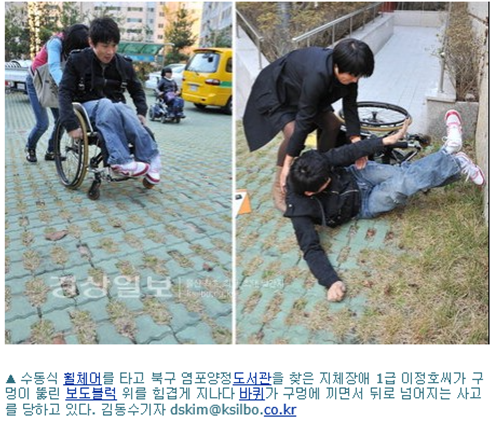 경상일보
▲ 수동식 휠체어를 타고 북구 염포양정도서관을 찾은 지체장애 1급 이정호씨가 구
멍이 뚫린 보도블럭 위를 힘겹게 지나다 바퀴가 구멍에 끼면서 뒤로 넘어지는 사고
를 당하고 있다. 김동수기자 dskim@ksilbo.co.kr